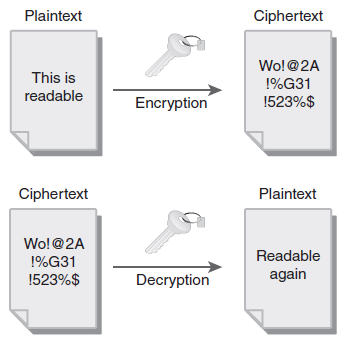 Plaintext
Ciphertext
This is
readable
Encryption
Wo!@2A
!%G31
!523%$
Ciphertext
Plaintext
Wo!@2A
!%G31
!523%$
Decryption
Readable
again